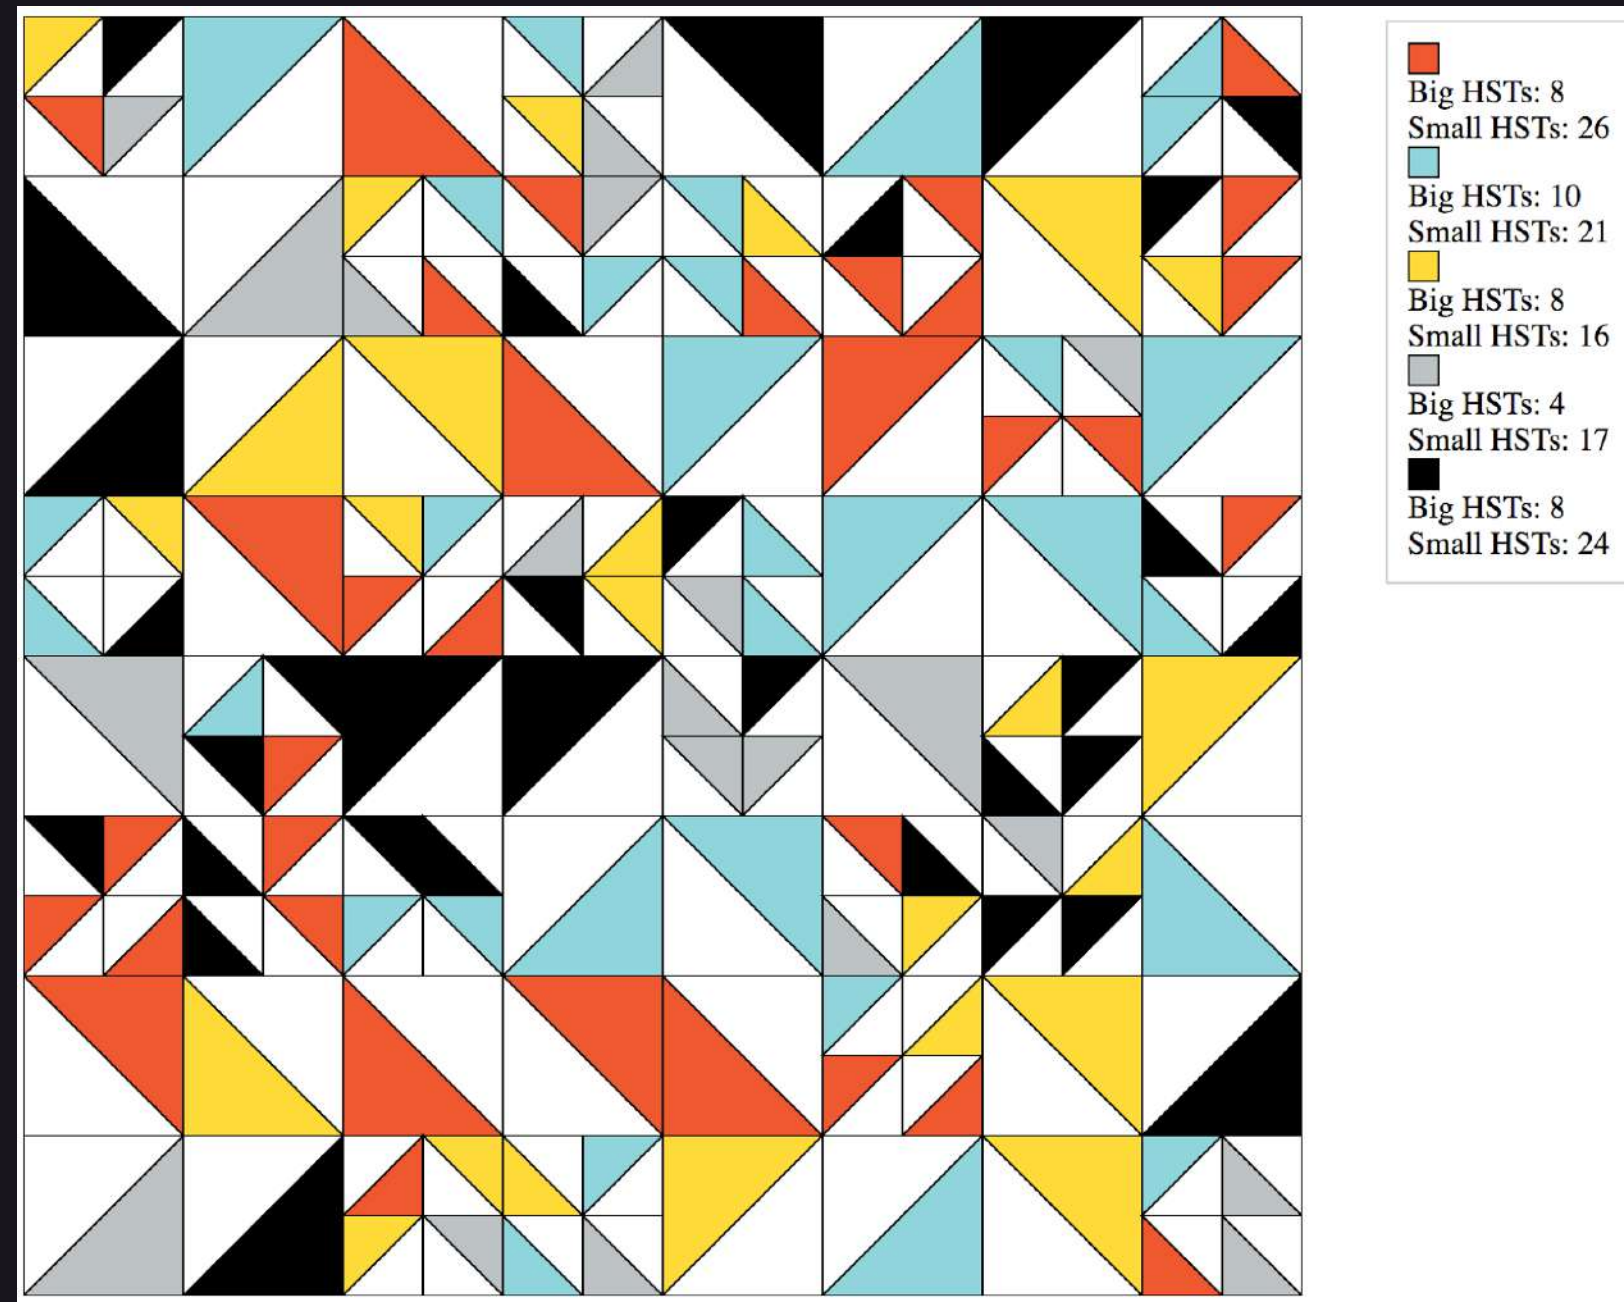 Big HSTs: 8
Small HSTs: 26
Big HSTs: 10
Small HSTs: 21
Big HSTs: 8
Small HSTs: 16
Big HSTs: 4
Small HSTs: 17
Big HSTs: 8
Small HSTs: 24